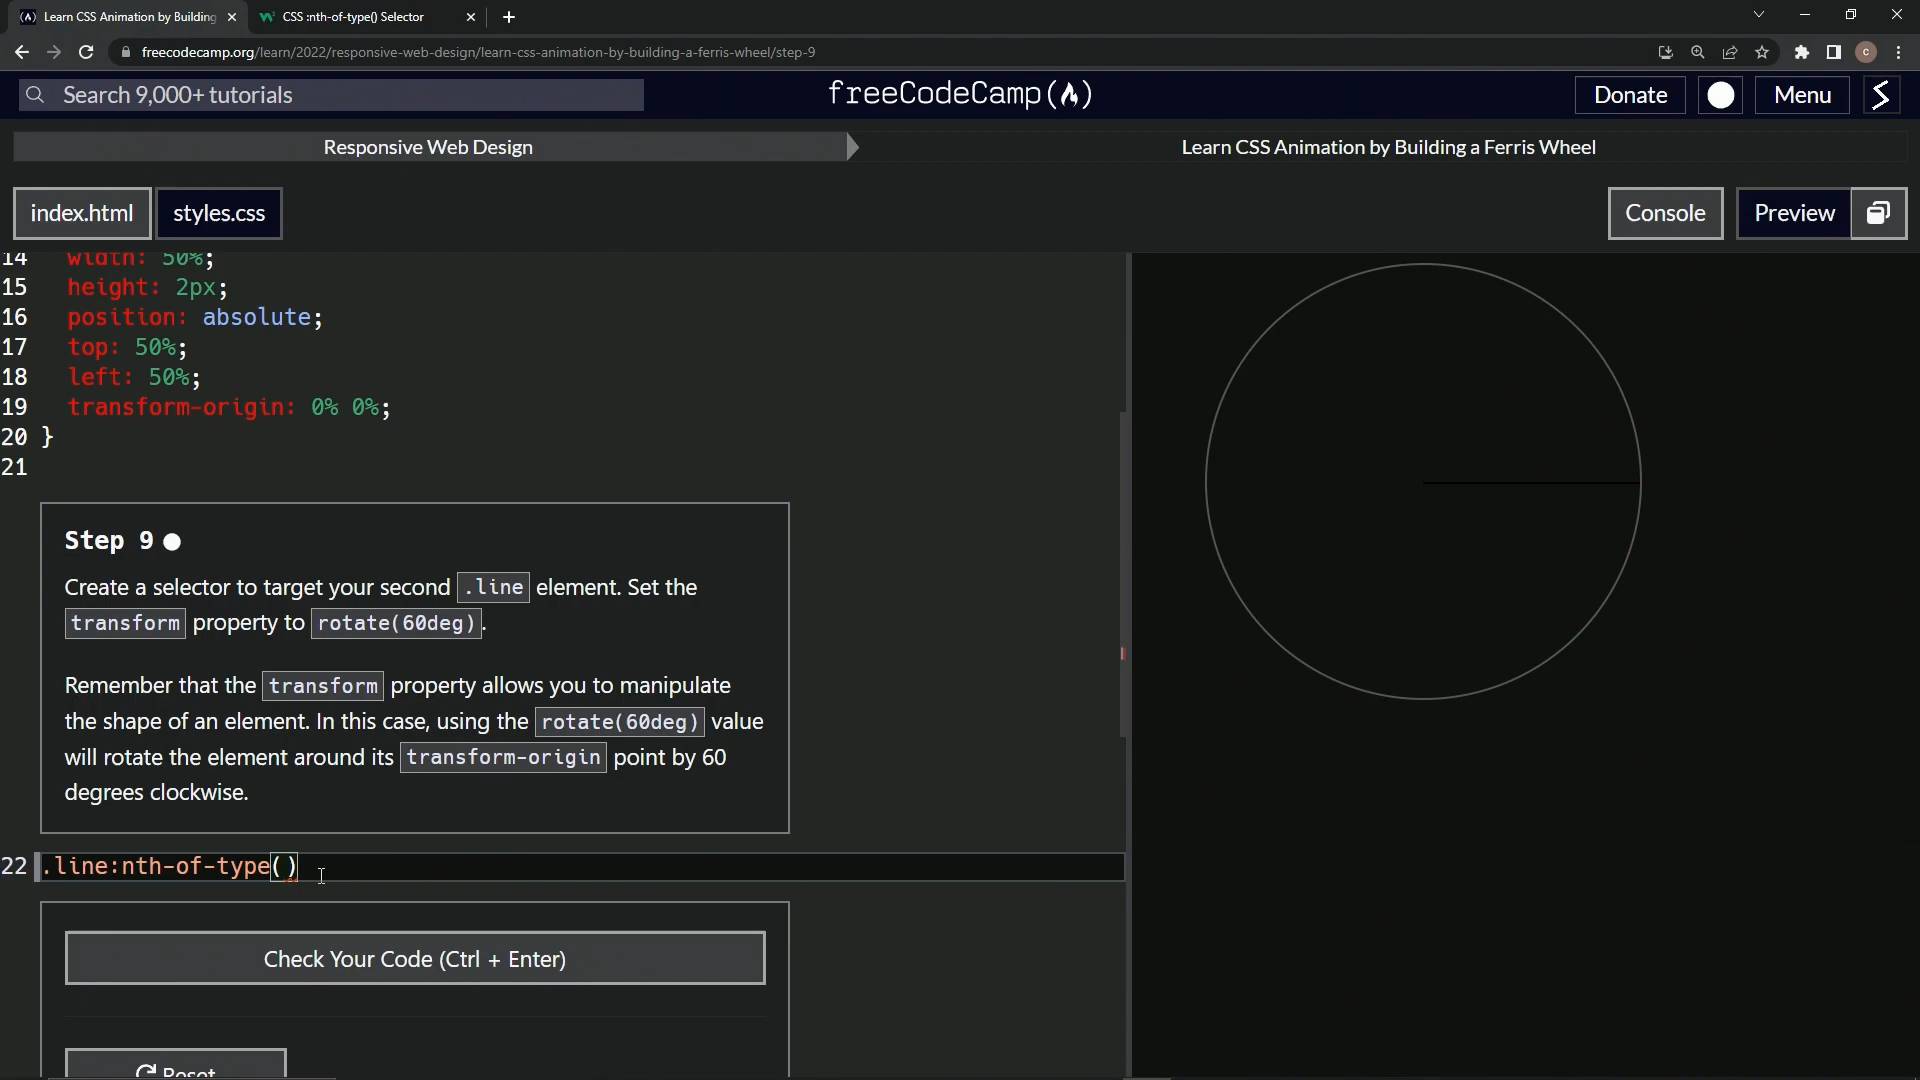 Learn CSS Animation by Building
CSS :nth-of-type() Selector
freecodecamp.org/learn/2022/responsive-web-design/learn-css-animation-by-building-a-ferris-wheel/step-9
c
Search 9,000+ tutorials
freeCodeCamp
Donate
Menu
Responsive Web Design
Learn CSS Animation by Building a Ferris Wheel
index.html
styles.css
Console
Preview
14 width: 50%;
15 height: 2px;
16 position: absolute;
17 top: 50%;
18 left: 50%;
19 transform-origin: 0% 0%;
20 }
21
Step 9
Create a selector to target your second .line element. Set the
transform property to rotate(60deg).
Remember that the transform property allows you to manipulate
the shape of an element. In this case, using the rotate(60deg) value
will rotate the element around its transform-origin point by 60
degrees clockwise.
22 .line:nth-of-type()
Check Your Code (Ctrl + Enter)
Reset